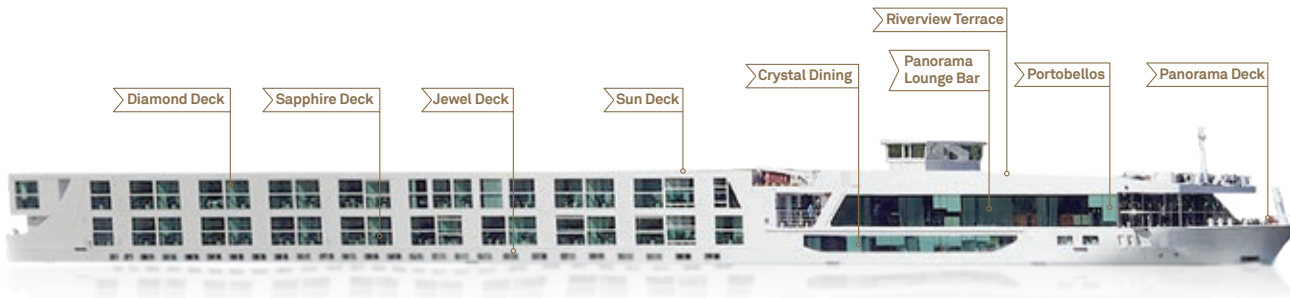 Riverview Terrace
Crystal Dining
Panorama
Lounge Bar
Portobellos
Panorama Deck
Diamond Deck
Sapphire Deck
Jewel Deck
Sun Deck